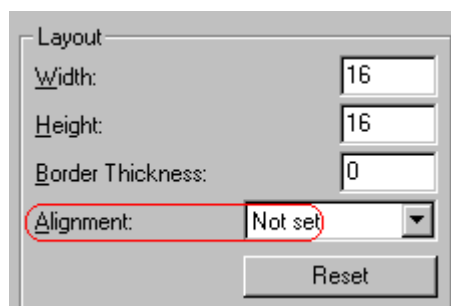 Layout
Width: 16
Height: 16
Border Thickness: 0
Alignment: Not set
Reset